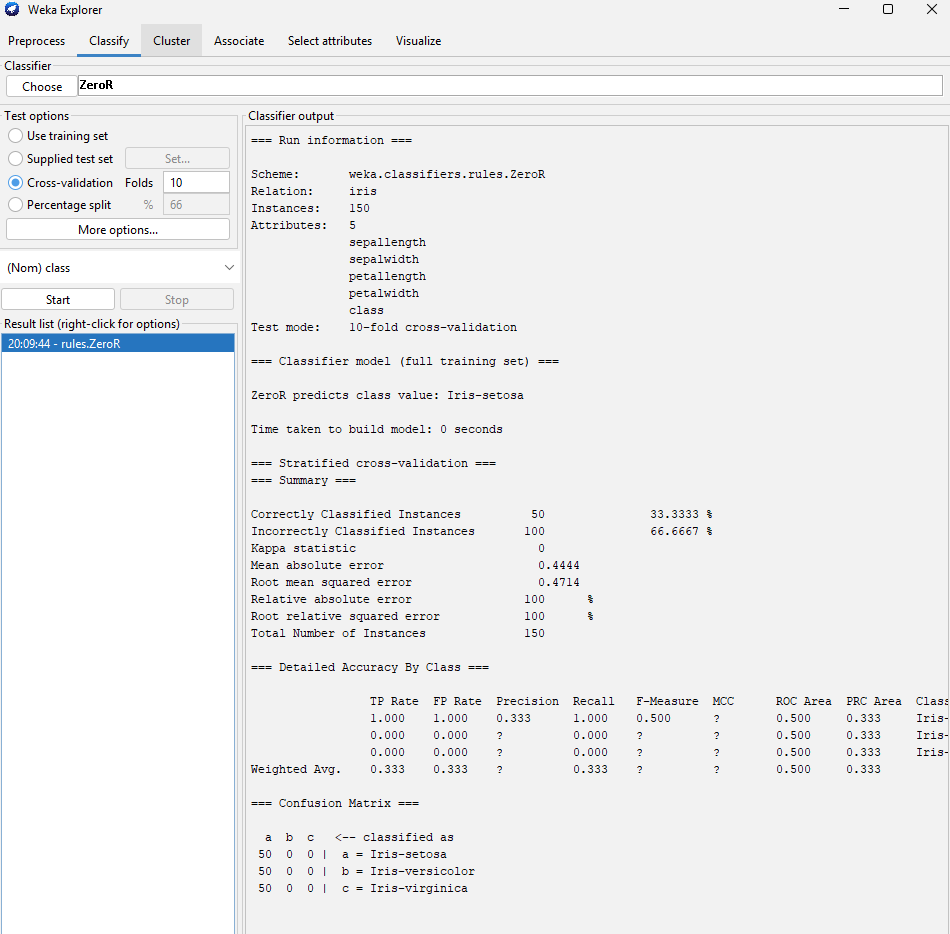 Weka Explorer
Preprocess Classify Cluster Associate Select attributes Visualize
Classifier
Choose ZeroR
Test options
Use training set
Supplied test set Set...
Cross-validation Folds 10
Percentage split % 66
More options...
(Nom) class
Start Stop
Result list (right-click for options)
20:09:44 - rules.ZeroR
Classifier output
=== Run information ===
Scheme: weka.classifiers.rules.ZeroR
Relation: iris
Instances: 150
Attributes: 5
sepallength
sepalwidth
petallength
petalwidth
class
Test mode: 10-fold cross-validation
=== Classifier model (full training set) ===
ZeroR predicts class value: Iris-setosa
Time taken to build model: 0 seconds
=== Stratified cross-validation ===
=== Summary ===
Correctly Classified Instances 50 33.3333 %
Incorrectly Classified Instances 100 66.6667 %
Kappa statistic 0
Mean absolute error 0.4444
Root mean squared error 0.4714
Relative absolute error 100 %
Root relative squared error 100 %
Total Number of Instances 150
=== Detailed Accuracy By Class ===
TP Rate FP Rate Precision Recall F-Measure MCC ROC Area PRC Area Clas
1.000 1.000 0.333 1.000 0.500 ? 0.500 0.333 Iris-
0.000 0.000 ? 0.000 ? ? 0.500 0.333 Iris-
0.000 0.000 ? 0.000 ? ? 0.500 0.333 Iris-
Weighted Avg. 0.333 0.333 ? 0.333 ? ? 0.500 0.333
=== Confusion Matrix ===
a b c <-- classified as
50 0 0 | a = Iris-setosa
50 0 0 | b = Iris-versicolor
50 0 0 | c = Iris-virginica